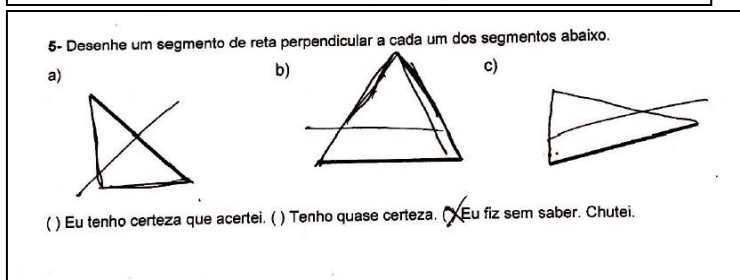 5- Desenhe um segmento de reta perpendicular a cada um dos segmentos abaixo.
a) b) c)
( ) Eu tenho certeza que acertei. ( ) Tenho quase certeza. (X) Eu fiz sem saber. Chutei.